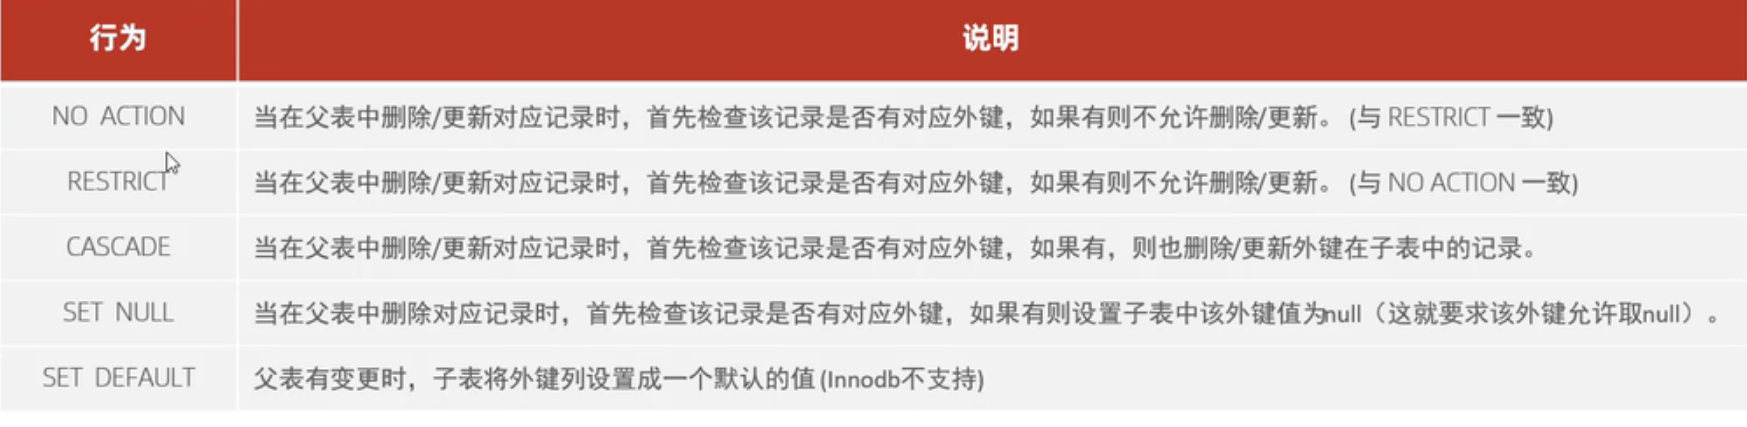 行为 说明
NO ACTION 当在父表中删除/更新对应记录时，首先检查该记录是否有对应外键，如果有则不允许删除/更新。 (与 RESTRICT 一致)
RESTRICT 当在父表中删除/更新对应记录时，首先检查该记录是否有对应外键，如果有则不允许删除/更新。 (与 NO ACTION 一致)
CASCADE 当在父表中删除/更新对应记录时，首先检查该记录是否有对应外键，如果有，则也删除/更新外键在子表中的记录。
SET NULL 当在父表中删除对应记录时，首先检查该记录是否有对应外键，如果有则设置子表中该外键值为null（这就要求该外键允许取null）。
SET DEFAULT 父表有变更时，子表将外键列设置成一个默认的值 (Innodb不支持)